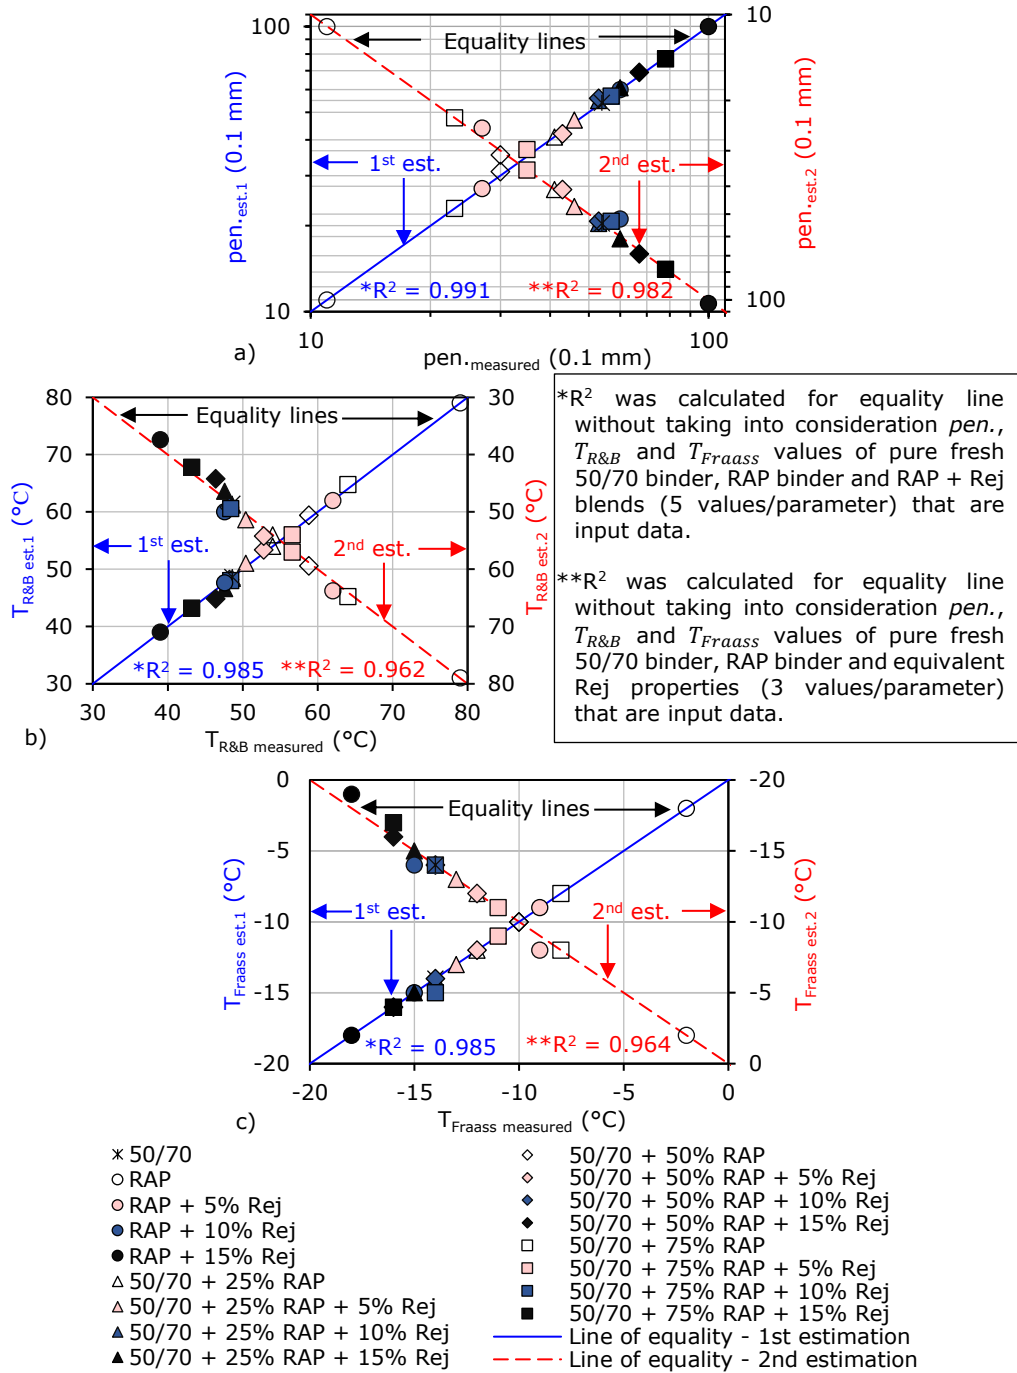 100
10
Equality lines
pen.est.1 (0.1 mm)
pen.est.2 (0.1 mm)
1st est.
2nd est.
*R2 = 0.991
**R2 = 0.982
10
100
10
100
a)
pen.measured (0.1 mm)
80
30
Equality lines
70
40
60
50
TR&B est.1 (°C)
TR&B est.2 (°C)
1st est.
2nd est.
50
60
40
70
*R2 = 0.985
**R2 = 0.962
30
80
30
40
50
60
70
80
b)
TR&B measured (°C)
*R2 was calculated for equality line
without taking into consideration pen.,
TR&B and TFraass values of pure fresh
50/70 binder, RAP binder and RAP + Rej
blends (5 values/parameter) that are
input data.
**R2 was calculated for equality line
without taking into consideration pen.,
TR&B and TFraass values of pure fresh
50/70 binder, RAP binder and equivalent
Rej properties (3 values/parameter)
that are input data.
0
-20
Equality lines
-5
-15
TFraass est.1 (°C)
TFraass est.2 (°C)
1st est.
2nd est.
-10
-10
-15
-5
*R2 = 0.985
**R2 = 0.964
-20
0
-20
-15
-10
-5
0
c)
TFraass measured (°C)
50/70
RAP
RAP + 5% Rej
RAP + 10% Rej
RAP + 15% Rej
50/70 + 25% RAP
50/70 + 25% RAP + 5% Rej
50/70 + 25% RAP + 10% Rej
50/70 + 25% RAP + 15% Rej
50/70 + 50% RAP
50/70 + 50% RAP + 5% Rej
50/70 + 50% RAP + 10% Rej
50/70 + 50% RAP + 15% Rej
50/70 + 75% RAP
50/70 + 75% RAP + 5% Rej
50/70 + 75% RAP + 10% Rej
50/70 + 75% RAP + 15% Rej
Line of equality - 1st estimation
Line of equality - 2nd estimation